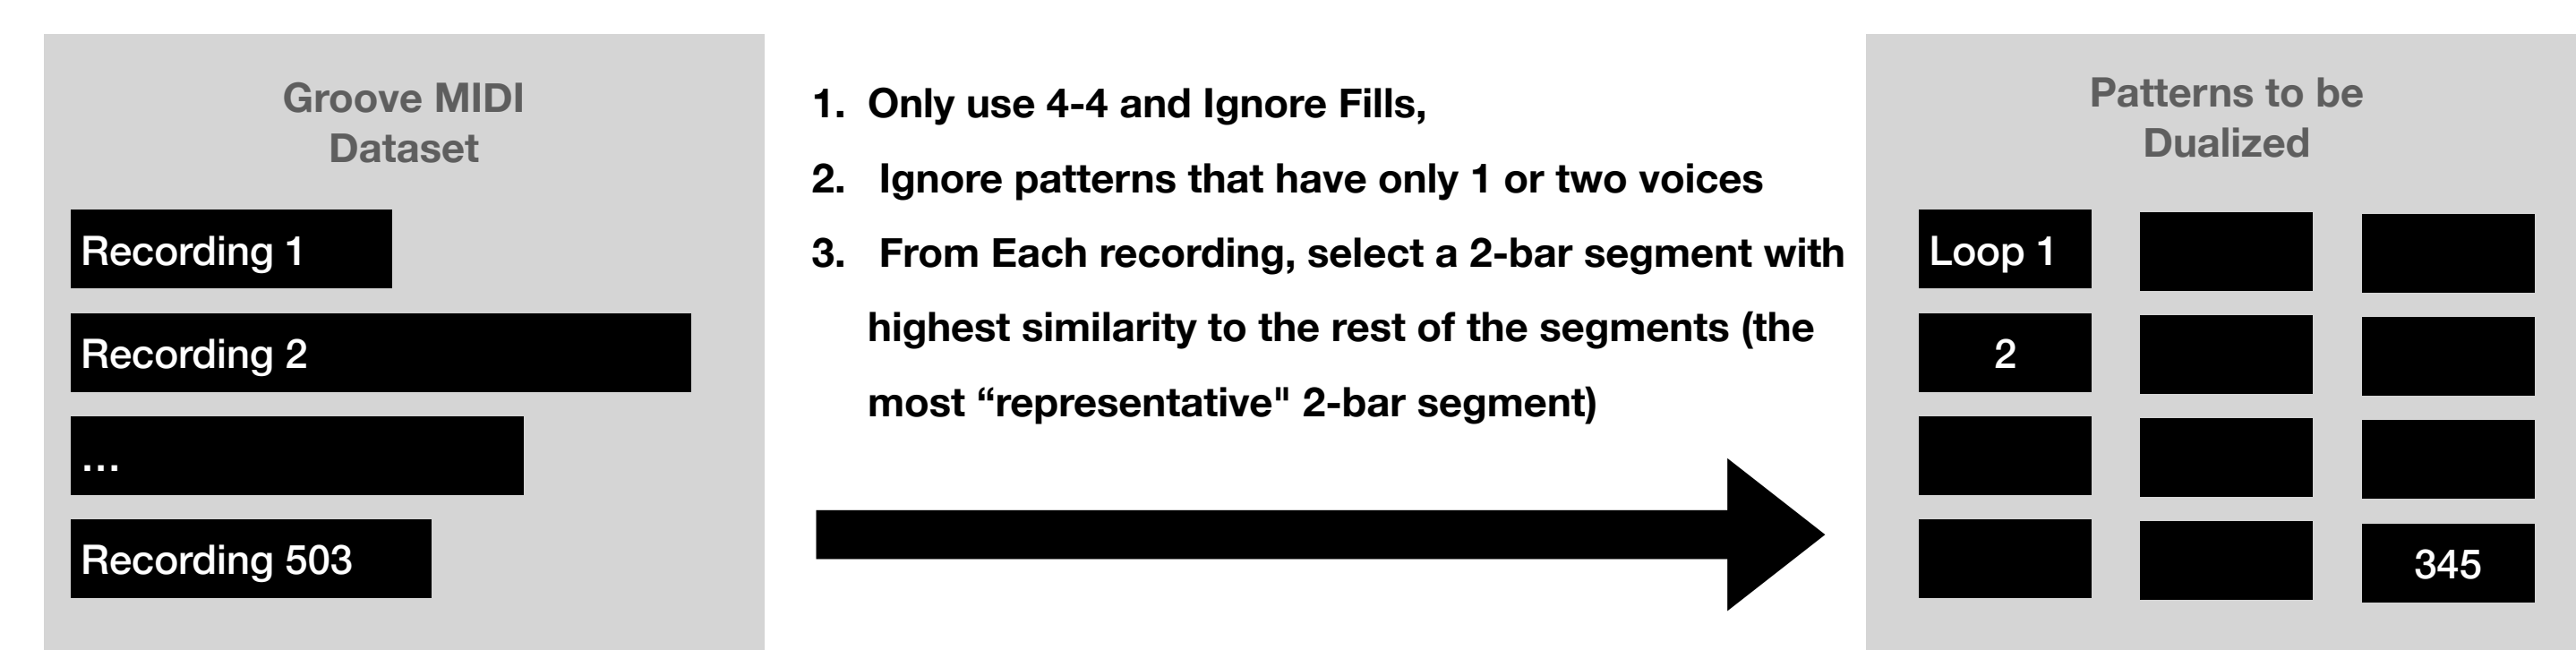 Groove MIDI
Dataset
Recording 1
Recording 2
...
Recording 503
1. Only use 4-4 and Ignore Fills,
2. Ignore patterns that have only 1 or two voices
3. From Each recording, select a 2-bar segment with
highest similarity to the rest of the segments (the
most “representative" 2-bar segment)
Patterns to be
Dualized
Loop 1
2
345